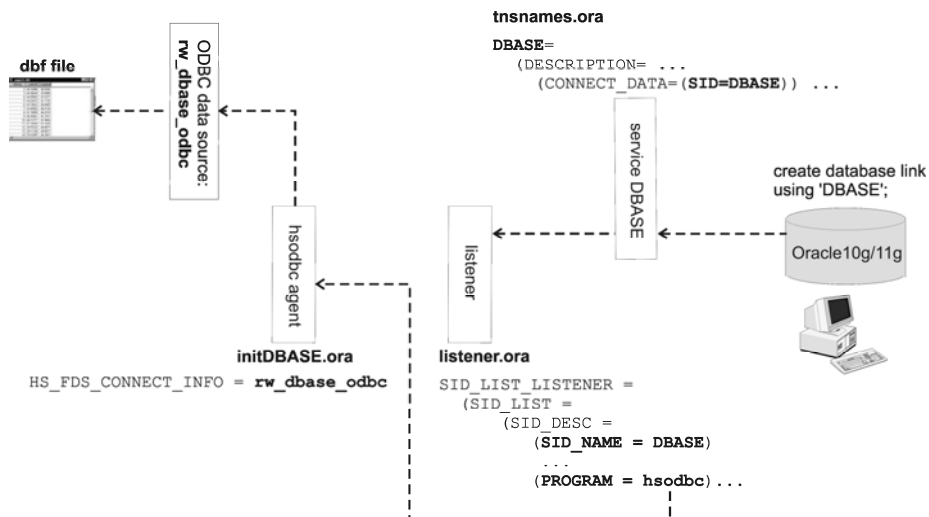 tnsnames.ora
DBASE=
(DESCRIPTION= ...
(CONNECT_DATA=(SID=DBASE)) ...
dbf file
ODBC data source:
rw_dbase_odbc
service DBASE
create database link
using 'DBASE';
Oracle10g/11g
hsodbc agent
listener
initDBASE.ora
HS_FDS_CONNECT_INFO = rw_dbase_odbc
listener.ora
SID_LIST_LISTENER =
(SID_LIST =
(SID_DESC =
(SID_NAME = DBASE)
...
(PROGRAM = hsodbc)...